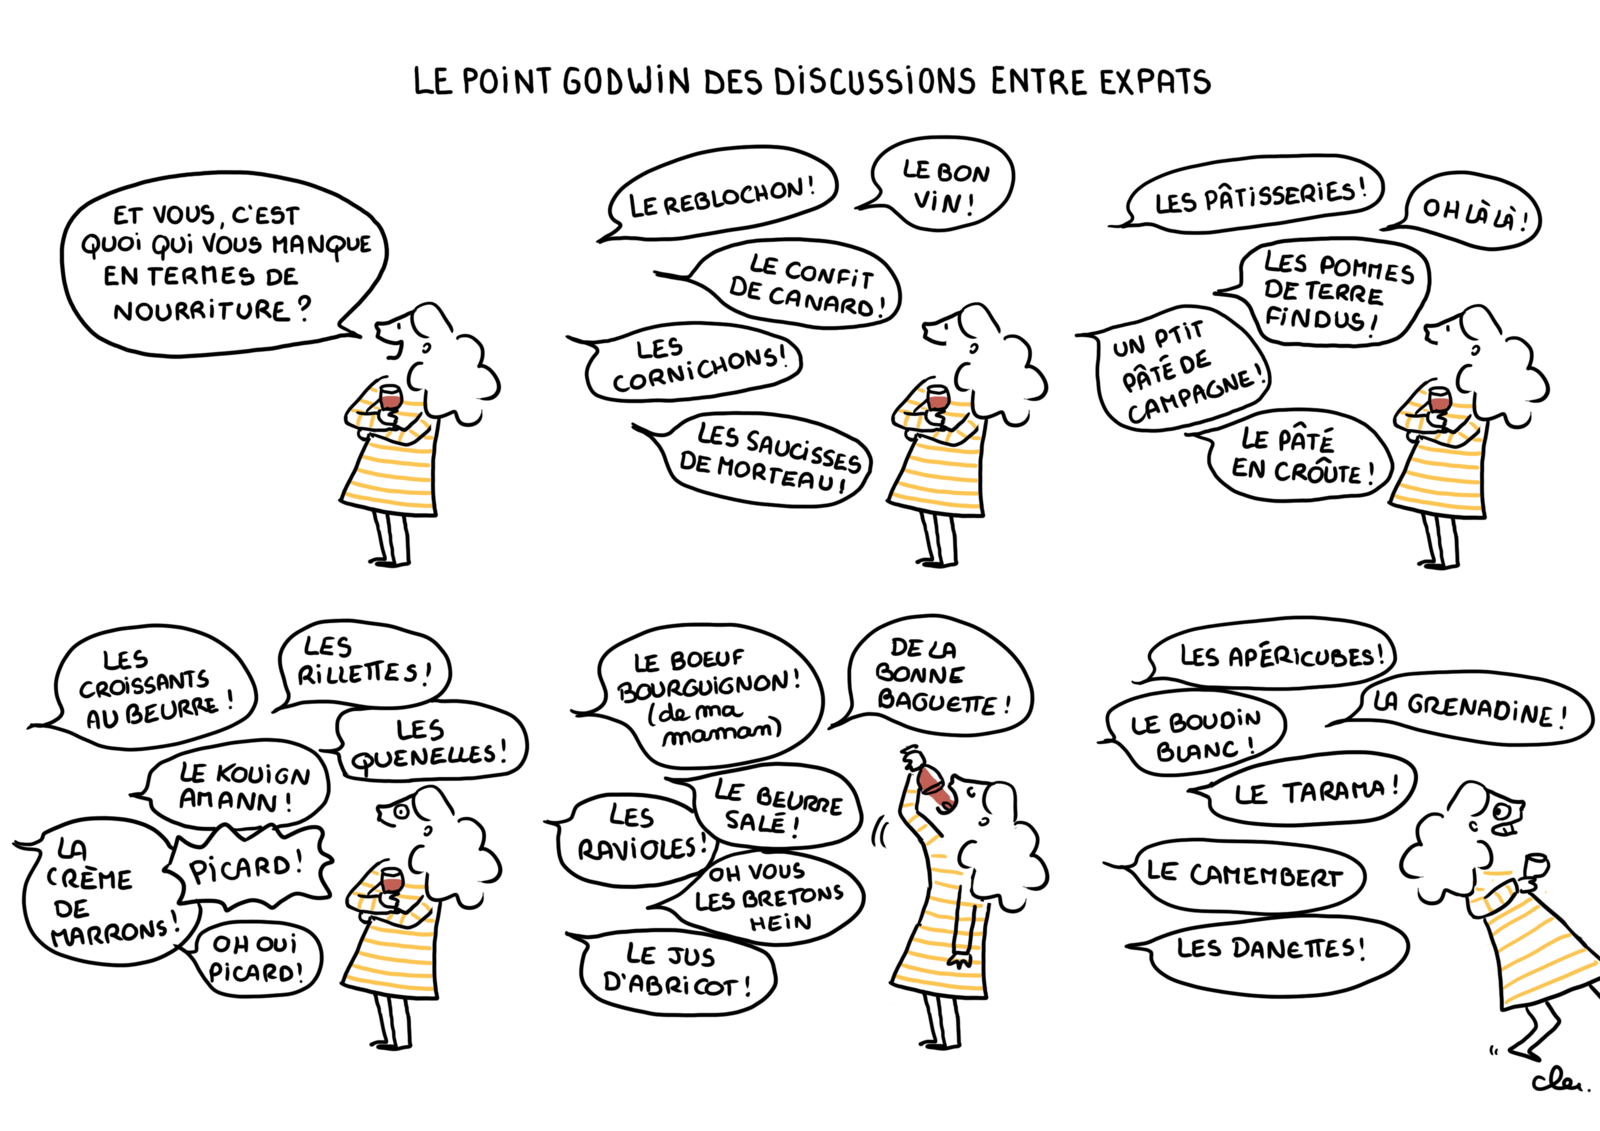 LE POINT GODWIN DES DISCUSSIONS ENTRE EXPATS
ET VOUS, C'EST
QUOI QUI VOUS MANQUE
EN TERMES DE
NOURRITURE ?
LE REBLOCHON !
LE BON
VIN !
LE CONFIT
DE CANARD !
LES
CORNICHONS !
LES SAUCISSES
DE MORTEAU !
LES PÂTISSERIES !
OH LÀ LÀ !
LES POMMES
DE TERRE
FINDUS !
UN PTIT
PÂTÉ DE
CAMPAGNE !
LE PÂTÉ
EN CROÛTE !
LES
CROISSANTS
AU BEURRE !
LES
RILLETTES !
LES
QUENELLES !
LE KOUIGN
AMANN !
LA
CRÈME
DE
MARRONS !
PICARD !
OH OUI
PICARD !
LE BOEUF
BOURGUIGNON !
(de ma
maman)
DE LA
BONNE
BAGUETTE !
LE BEURRE
SALÉ !
LES
RAVIOLES !
OH VOUS
LES BRETONS
HEIN
LE JUS
D'ABRICOT !
LES APÉRICUBES !
LA GRENADINE !
LE BOUDIN
BLANC !
LE TARAMA !
LE CAMEMBERT
LES DANETTES !
cler.